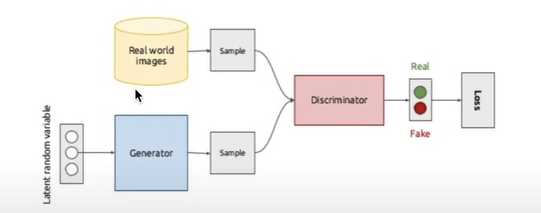 Real world
images
Sample
Real
Discriminator
Loss
Fake
Latent random variable
Generator
Sample